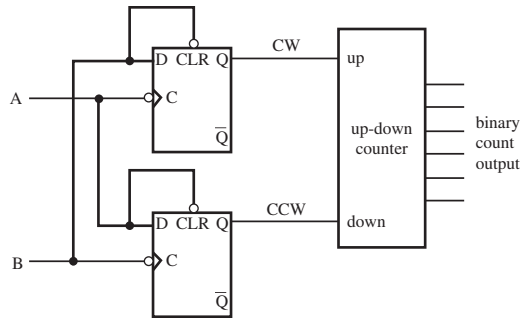 CW
D CLR Q
up
A
C
Q̅
up-down
counter
binary
count
output
CCW
D CLR Q
down
B
C
Q̅